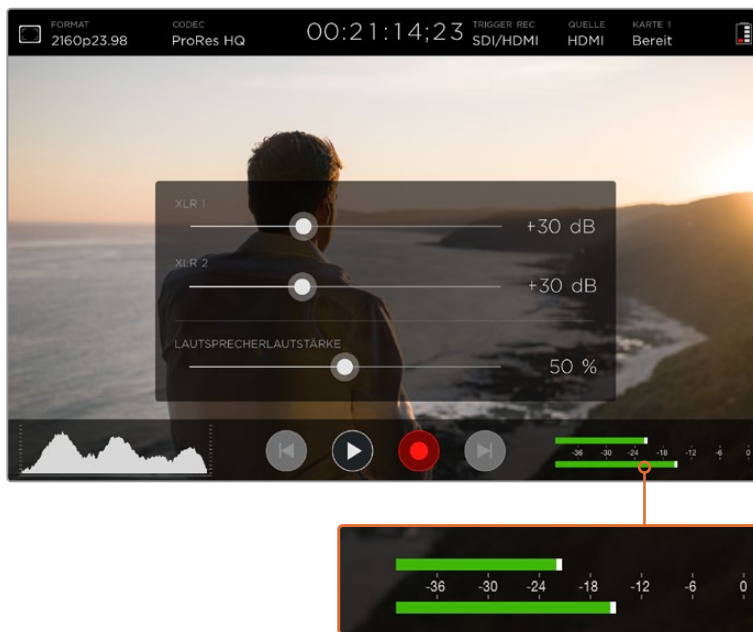 FORMAT
2160p23.98
CODEC
ProRes HQ
00:21:14;23
TRIGGER REC
SDI/HDMI
QUELLE
HDMI
KARTE 1
Bereit
XLR 1
+30 dB
XLR 2
+30 dB
LAUTSPRECHERLAUTSTÄRKE
50 %
-36 -30 -24 -18 -12 -6 0
-36 -30 -24 -18 -12 -6 0